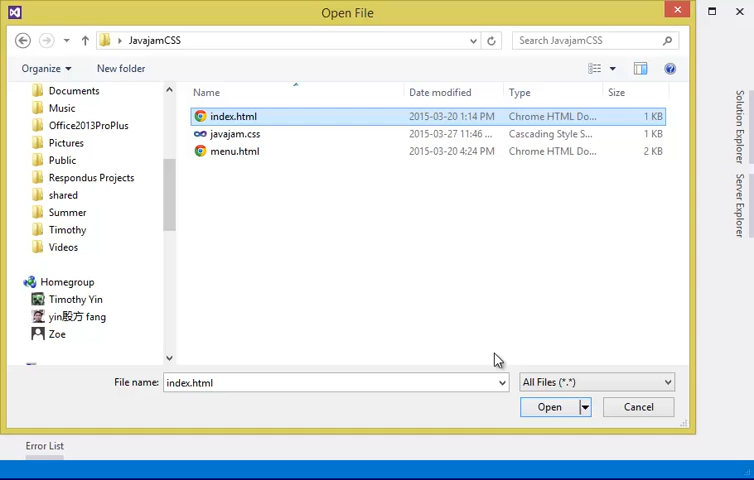 Open File
JavajamCSS
Search JavajamCSS
Organize
New folder
Name Date modified Type Size
Documents
Music
Office2013ProPlus
Pictures
Public
Respondus Projects
shared
Summer
Timothy
Videos
Homegroup
Timothy Yin
yin殷方 fang
Zoe
index.html 2015-03-20 1:14 PM Chrome HTML Do... 1 KB
javajam.css 2015-03-27 11:46 ... Cascading Style S... 1 KB
menu.html 2015-03-20 4:24 PM Chrome HTML Do... 2 KB
File name: index.html
All Files (*.*)
Open
Cancel
Solution Explorer
Server Explorer
Error List